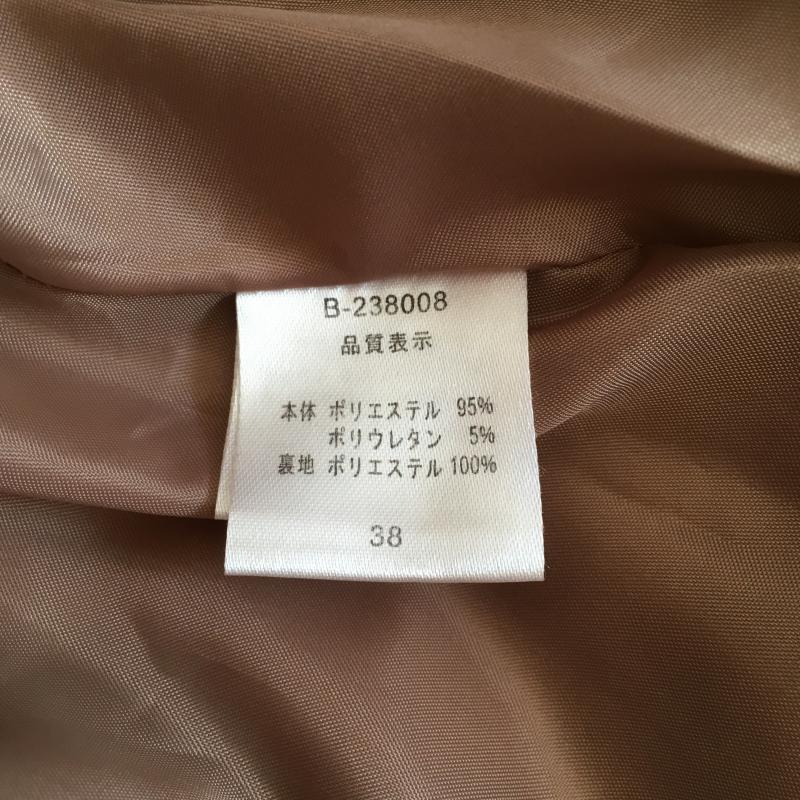 B-238008
品質表示
本体 ポリエステル 95%
ポリウレタン 5%
裏地 ポリエステル 100%
38